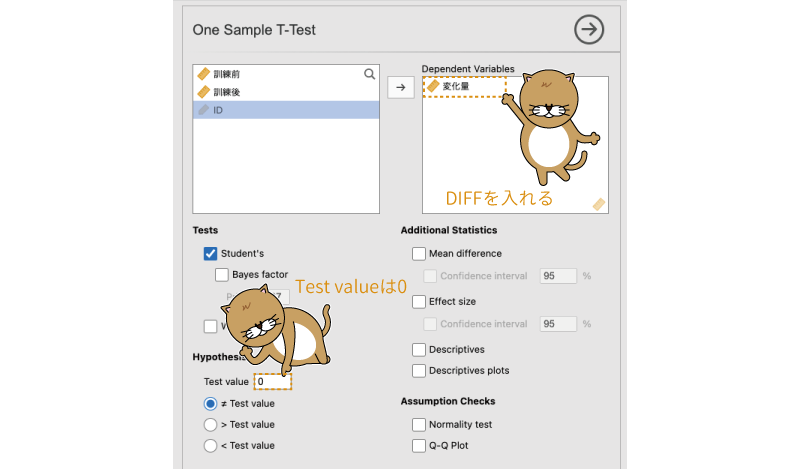 One Sample T-Test
訓練前
訓練後
ID
Dependent Variables
変化量
DIFFを入れる
Tests
Student's
Bayes factor
Test valueは0
Hypothesis
Test value 0
≠ Test value
> Test value
< Test value
Additional Statistics
Mean difference
Confidence interval 95 %
Effect size
Confidence interval 95 %
Descriptives
Descriptives plots
Assumption Checks
Normality test
Q-Q Plot